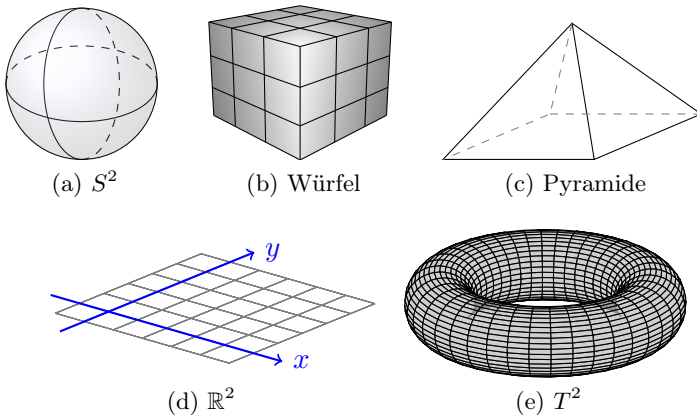 (a) S²
(b) Würfel
(c) Pyramide
y
x
(d) ℝ²
(e) T²